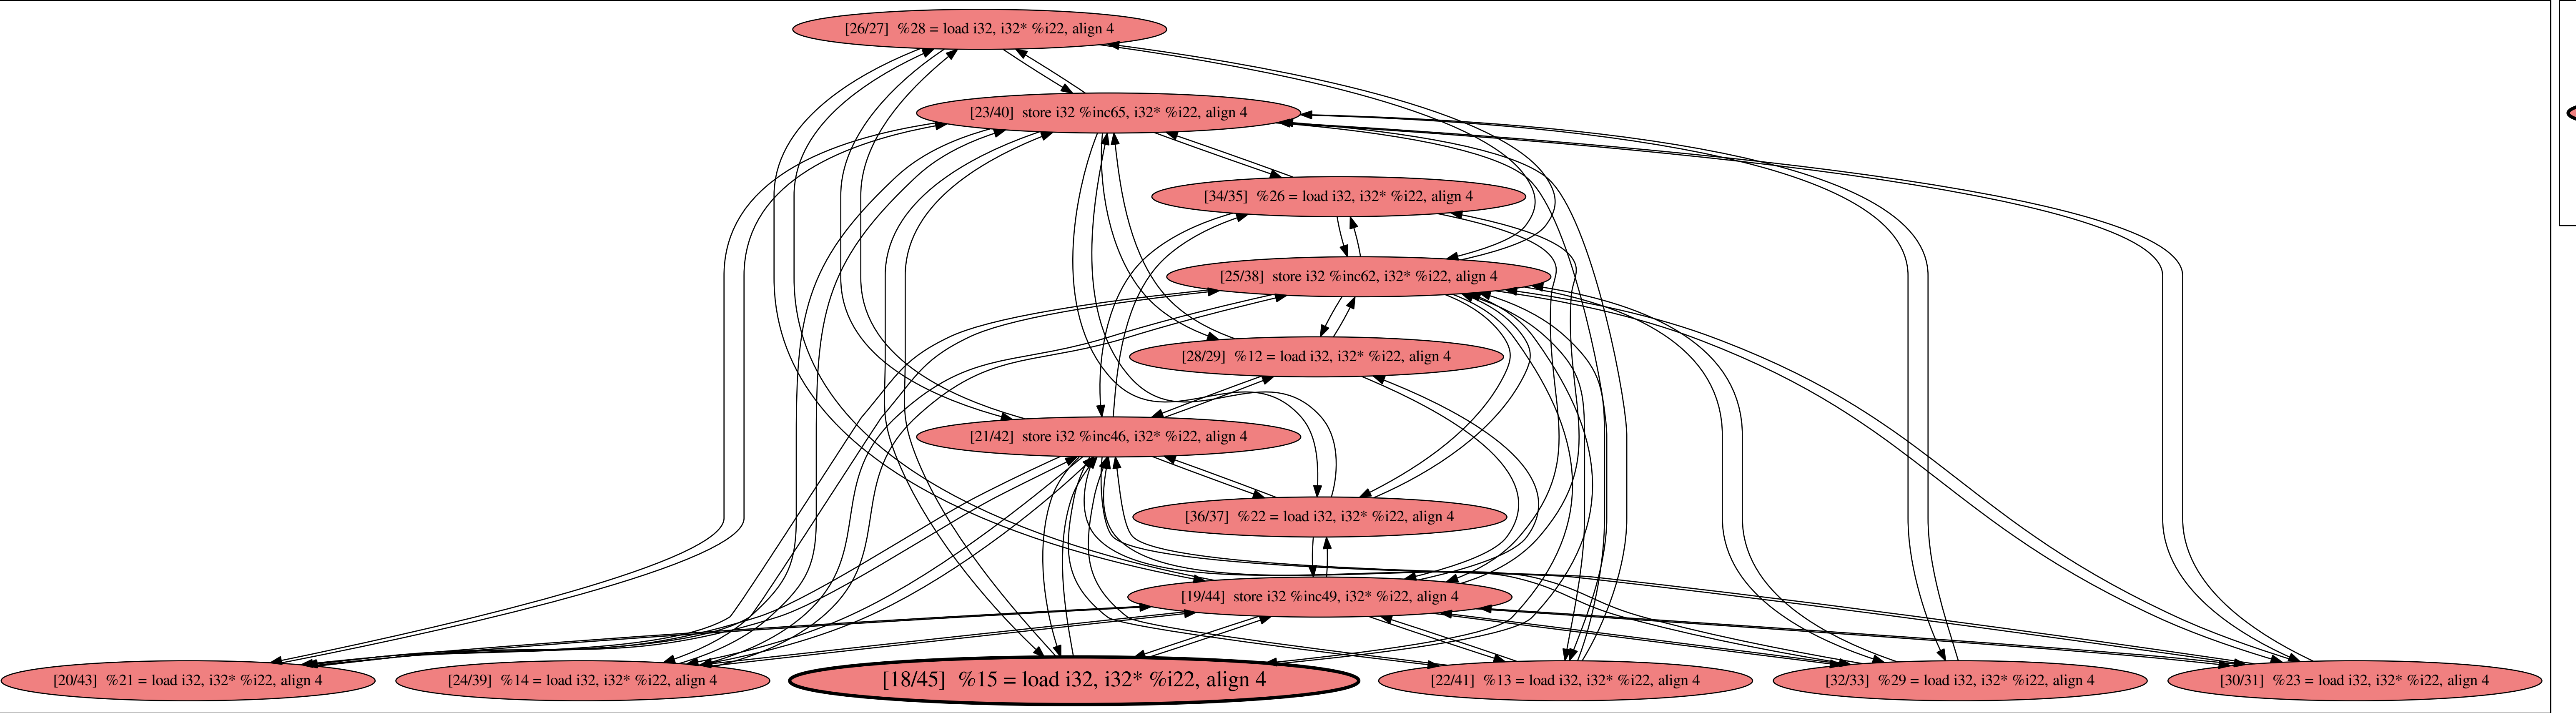 [26/27]  %28 = load i32, i32* %i22, align 4
[23/40]  store i32 %inc65, i32* %i22, align 4
[34/35]  %26 = load i32, i32* %i22, align 4
[25/38]  store i32 %inc62, i32* %i22, align 4
[28/29]  %12 = load i32, i32* %i22, align 4
[21/42]  store i32 %inc46, i32* %i22, align 4
[36/37]  %22 = load i32, i32* %i22, align 4
[19/44]  store i32 %inc49, i32* %i22, align 4
[20/43]  %21 = load i32, i32* %i22, align 4
[24/39]  %14 = load i32, i32* %i22, align 4
[18/45]  %15 = load i32, i32* %i22, align 4
[22/41]  %13 = load i32, i32* %i22, align 4
[32/33]  %29 = load i32, i32* %i22, align 4
[30/31]  %23 = load i32, i32* %i22, align 4